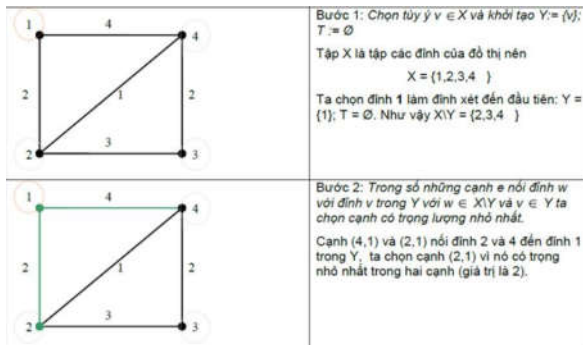 1
4
4
2
1
2
2
3
3
Bước 1: Chọn tùy ý v ∈ X và khởi tạo Y:= {v};
T := Ø
Tập X là tập các đỉnh của đồ thị nên
X = {1,2,3,4 }
Ta chọn đỉnh 1 làm đỉnh xét đến đầu tiên: Y =
{1}; T = Ø. Như vậy X\Y = {2,3,4 }
1
4
4
2
1
2
2
3
3
Bước 2: Trong số những cạnh e nối đỉnh w
với đỉnh v trong Y với w ∈ X\Y và v ∈ Y ta
chọn cạnh có trọng lượng nhỏ nhất.
Cạnh (4,1) và (2,1) nối đỉnh 2 và 4 đến đỉnh 1
trong Y, ta chọn cạnh (2,1) vì nó có trọng
nhỏ nhất trong hai cạnh (giá trị là 2).